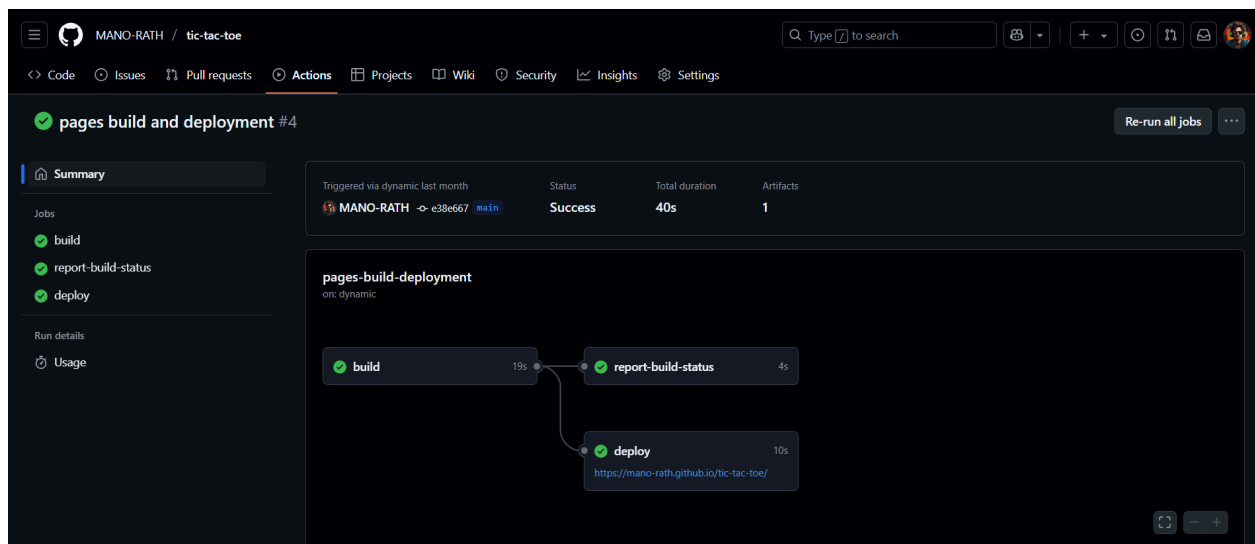 MANO-RATH / tic-tac-toe
Type / to search
Code Issues Pull requests Actions Projects Wiki Security Insights Settings
pages build and deployment #4
Re-run all jobs
Summary
Jobs
build
report-build-status
deploy
Run details
Usage
Triggered via dynamic last month
MANO-RATH e38e667 main
Status
Success
Total duration
40s
Artifacts
1
pages-build-deployment
on: dynamic
build 19s
report-build-status 4s
deploy 10s
https://mano-rath.github.io/tic-tac-toe/